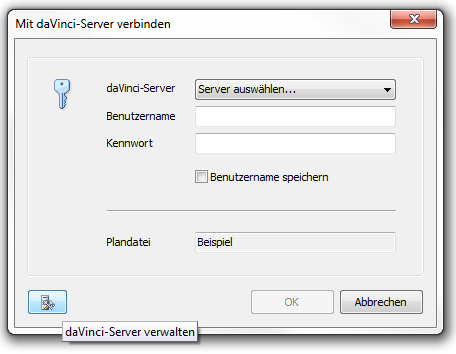 Mit daVinci-Server verbinden
daVinci-Server
Server auswählen...
Benutzername
Kennwort
Benutzername speichern
Plandatei
Beispiel
OK
Abbrechen
daVinci-Server verwalten